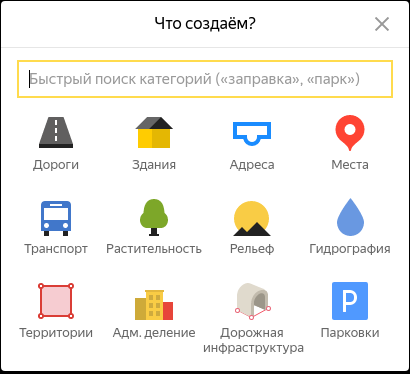 Что создаём?
Быстрый поиск категорий («заправка», «парк»)
Дороги
Здания
Адреса
Места
Транспорт
Растительность
Рельеф
Гидрография
Территории
Адм. деление
Дорожная
инфраструктура
Парковки
P